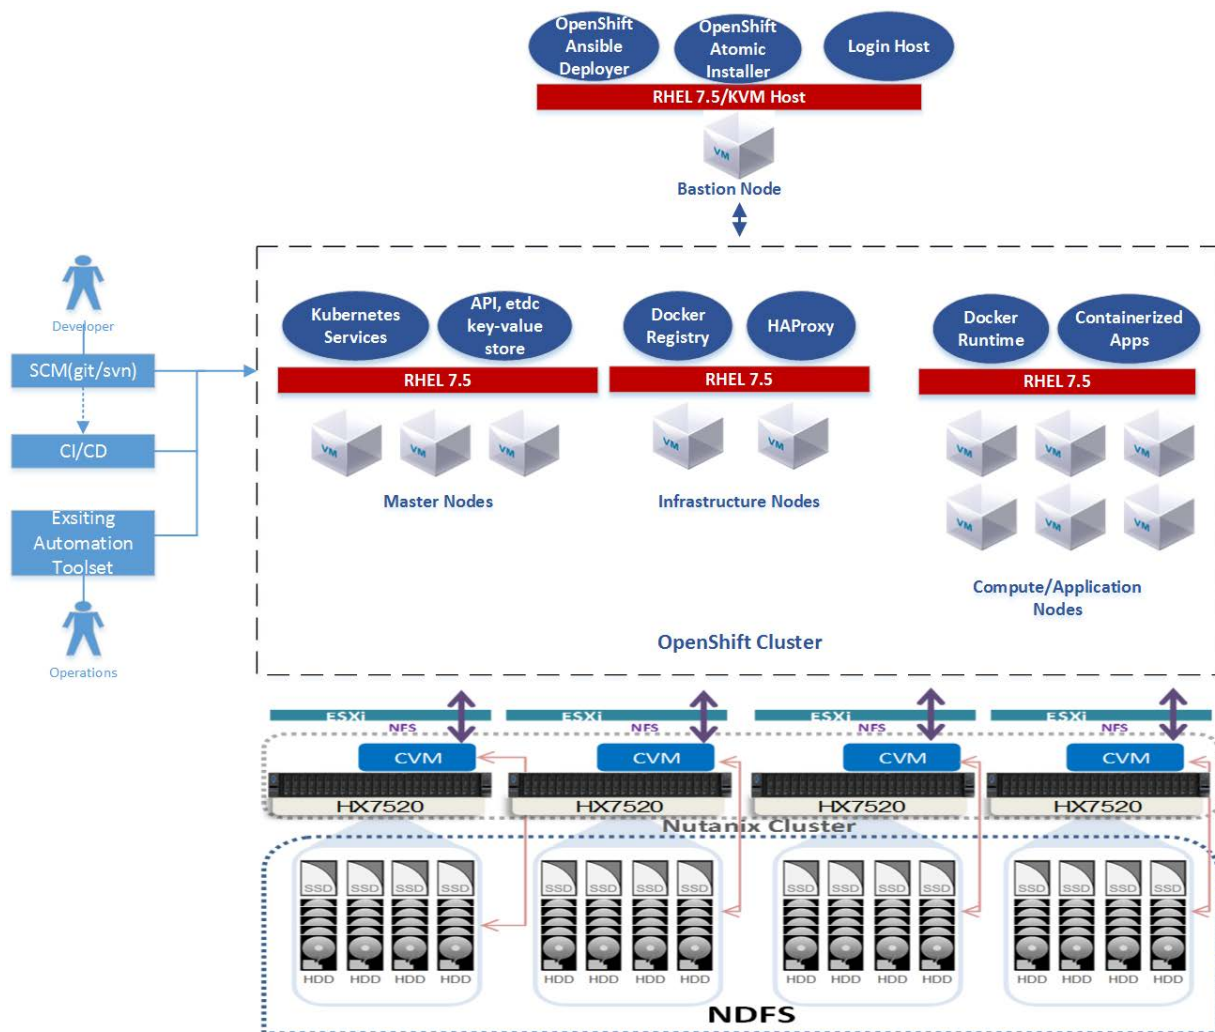 OpenShift
Ansible
Deployer
OpenShift
Atomic
Installer
Login Host
RHEL 7.5/KVM Host
VM
Bastion Node
Developer
SCM(git/svn)
CI/CD
Exsiting
Automation
Toolset
Operations
Kubernetes
Services
API, etdc
key-value
store
RHEL 7.5
VM
VM
VM
Master Nodes
Docker
Registry
HAProxy
RHEL 7.5
VM
VM
Infrastructure Nodes
Docker
Runtime
Containerized
Apps
RHEL 7.5
VM
VM
VM
VM
VM
VM
Compute/Application
Nodes
OpenShift Cluster
ESXi
ESXi
ESXi
ESXi
NFS
NFS
NFS
NFS
CVM
CVM
CVM
CVM
HX7520
HX7520
HX7520
HX7520
Nutanix Cluster
SSD SSD SSD SSD
SSD SSD SSD SSD
SSD SSD SSD SSD
SSD SSD SSD SSD
HDD HDD HDD HDD
HDD HDD HDD HDD
HDD HDD HDD HDD
HDD HDD HDD HDD
NDFS